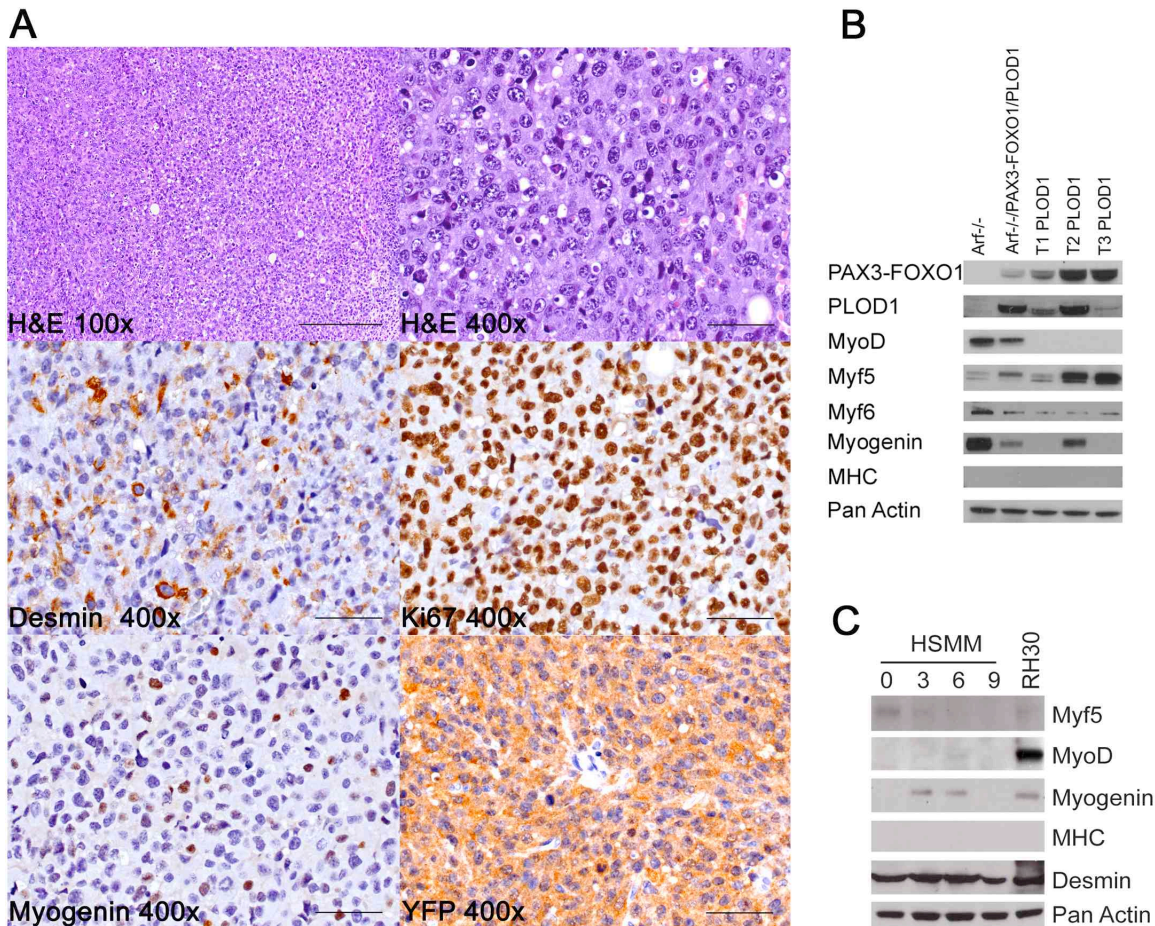 A
H&E 100x
H&E 400x
Desmin 400x
Ki67 400x
Myogenin 400x
YFP 400x
B
Arf-/-
Arf-/-/PAX3-FOXO1/PLOD1
T1 PLOD1
T2 PLOD1
T3 PLOD1
PAX3-FOXO1
PLOD1
MyoD
Myf5
Myf6
Myogenin
MHC
Pan Actin
C
HSMM
0 3 6 9 RH30
Myf5
MyoD
Myogenin
MHC
Desmin
Pan Actin